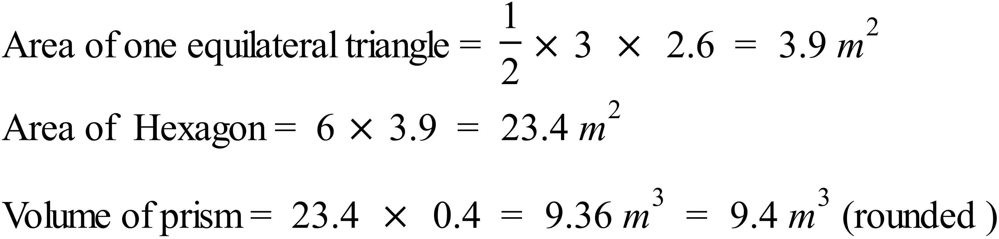 Area of one equilateral triangle = 1/2 × 3 × 2.6 = 3.9 m²
Area of Hexagon = 6 × 3.9 = 23.4 m²
Volume of prism = 23.4 × 0.4 = 9.36 m³ = 9.4 m³ (rounded )